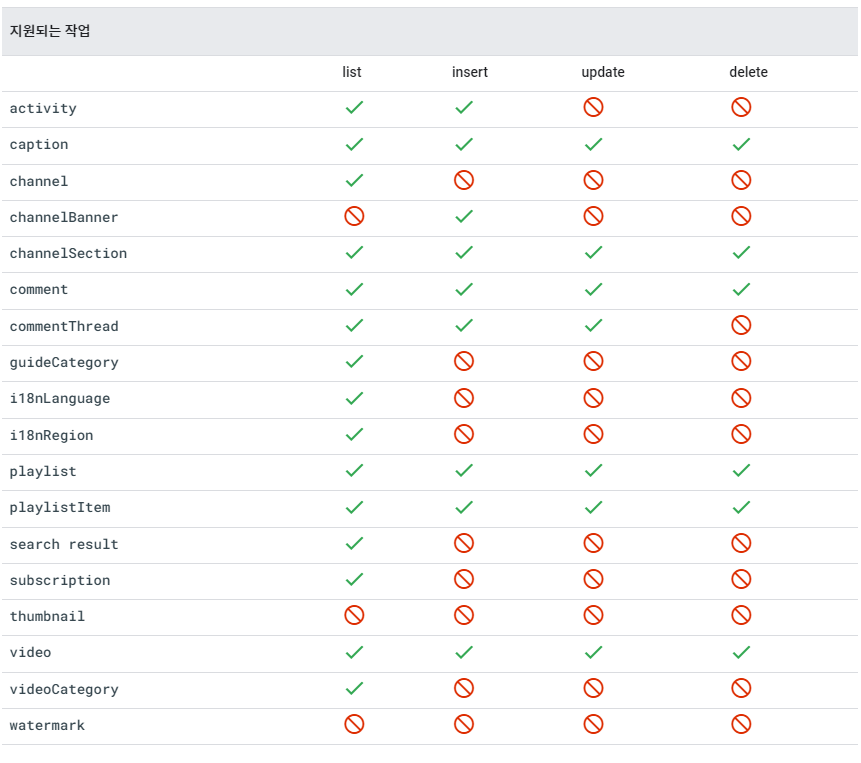 지원되는 작업
list insert update delete
activity
caption
channel
channelBanner
channelSection
comment
commentThread
guideCategory
i18nLanguage
i18nRegion
playlist
playlistItem
search result
subscription
thumbnail
video
videoCategory
watermark